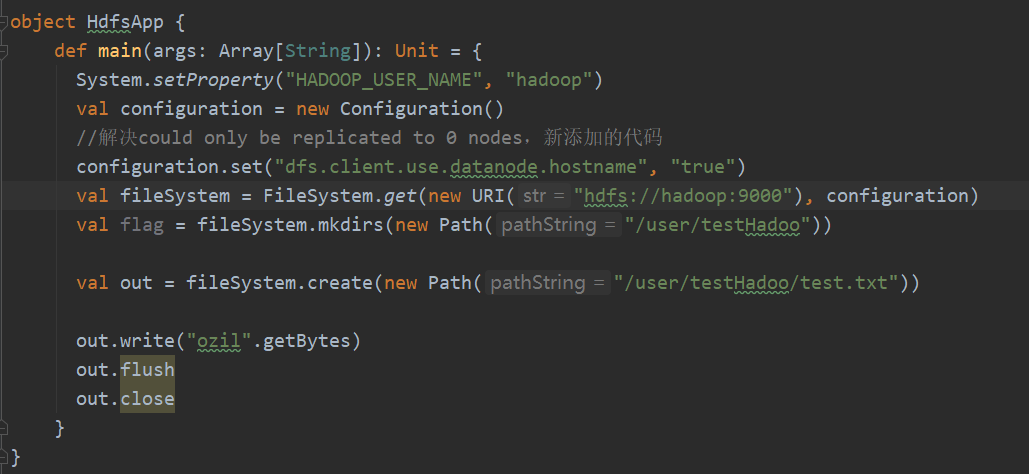 object HdfsApp {
def main(args: Array[String]): Unit = {
System.setProperty("HADOOP_USER_NAME", "hadoop")
val configuration = new Configuration()
//解决could only be replicated to 0 nodes，新添加的代码
configuration.set("dfs.client.use.datanode.hostname", "true")
val fileSystem = FileSystem.get(new URI( str = "hdfs://hadoop:9000"), configuration)
val flag = fileSystem.mkdirs(new Path( pathString = "/user/testHadoo"))
val out = fileSystem.create(new Path( pathString = "/user/testHadoo/test.txt"))
out.write("ozil".getBytes)
out.flush
out.close
}
}